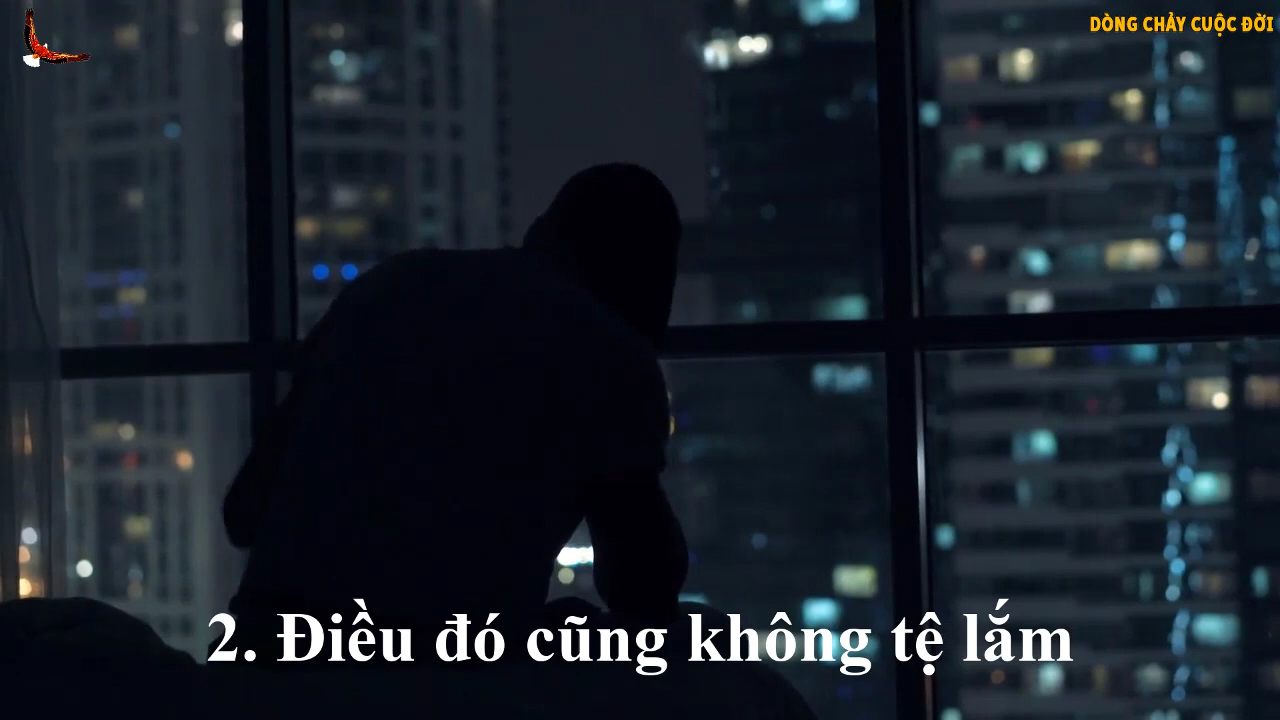 DÒNG CHẢY CUỘC ĐỜI
2. Điều đó cũng không tệ lắm